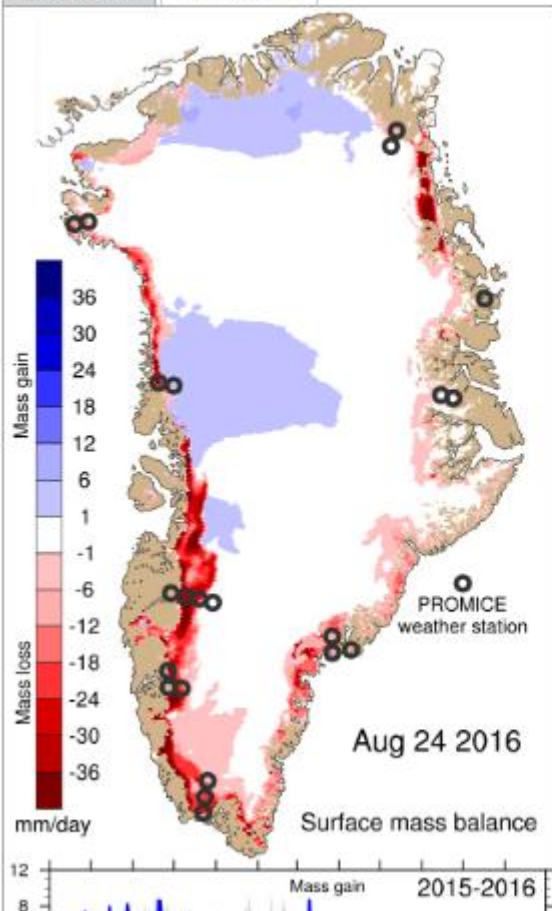 Mass gain
36
30
24
18
12
6
1
-1
-6
-12
-18
-24
-30
-36
Mass loss
mm/day
PROMICE
weather station
Aug 24 2016
Surface mass balance
12
Mass gain
2015-2016
8